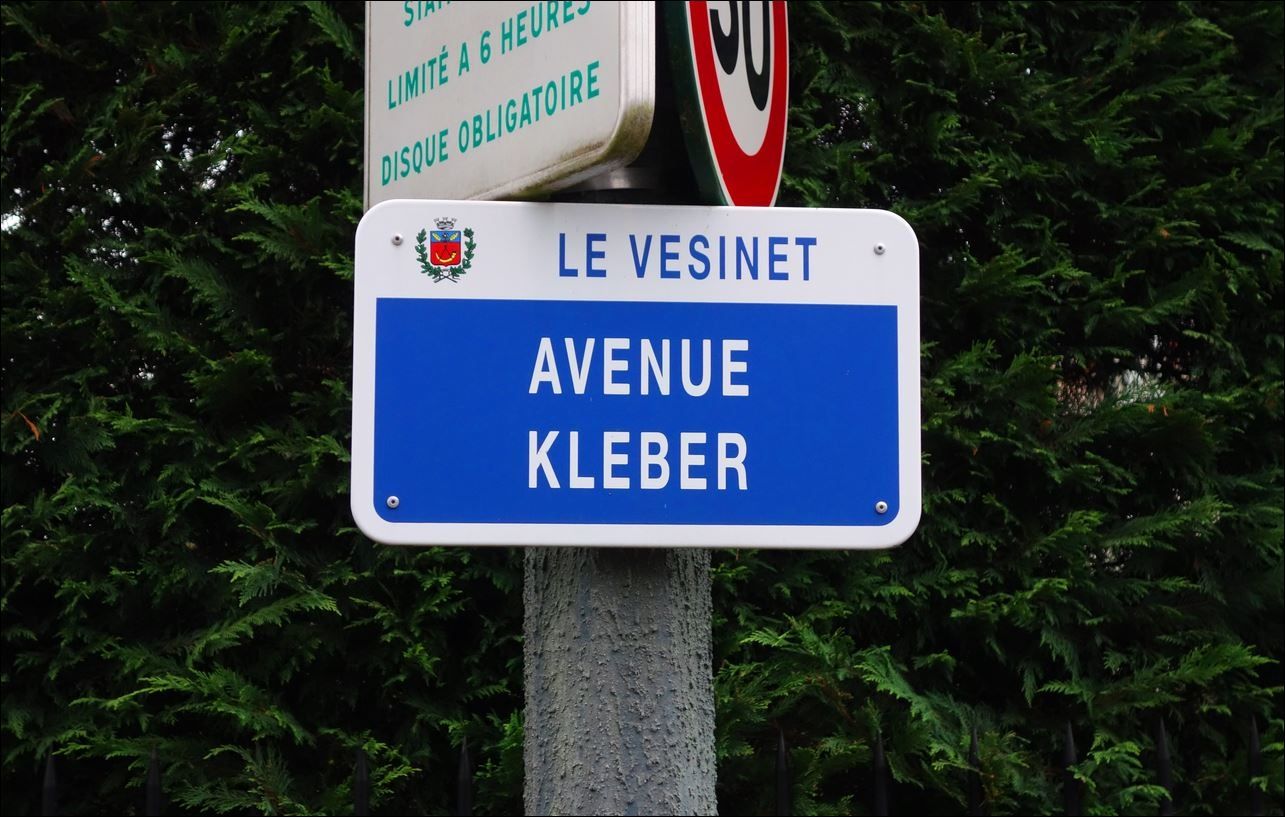 LIMITÉ A 6 HEURES
DISQUE OBLIGATOIRE
LE VESINET
AVENUE
KLEBER